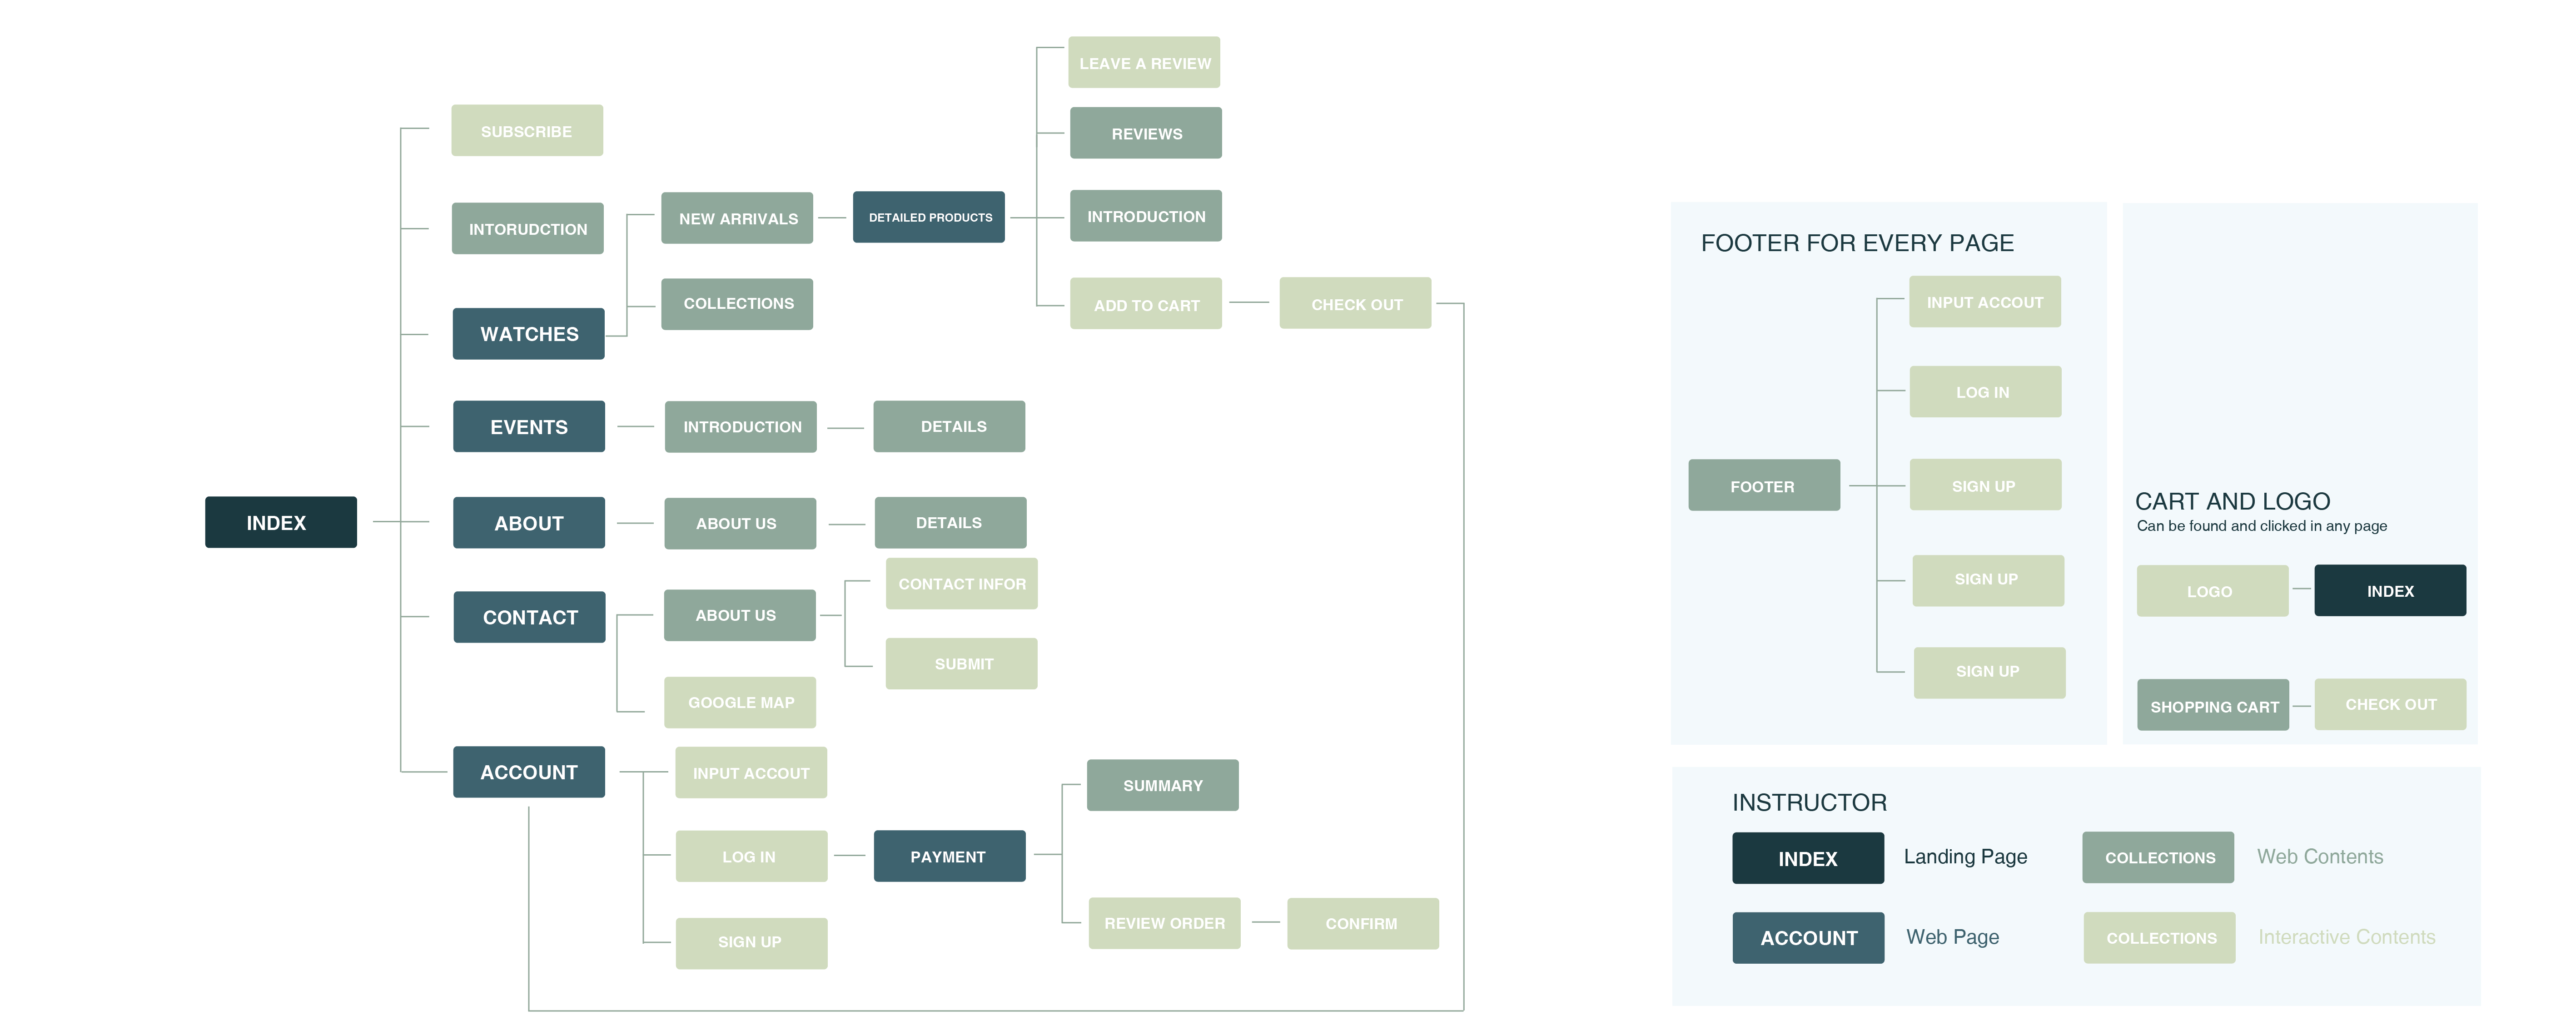 LEAVE A REVIEW
SUBSCRIBE
REVIEWS
INTORUDCTION
NEW ARRIVALS
DETAILED PRODUCTS
INTRODUCTION
WATCHES
COLLECTIONS
ADD TO CART
CHECK OUT
EVENTS
INTRODUCTION
DETAILS
INDEX
ABOUT
ABOUT US
DETAILS
CONTACT
ABOUT US
CONTACT INFOR
SUBMIT
GOOGLE MAP
ACCOUNT
INPUT ACCOUT
SUMMARY
LOG IN
PAYMENT
SIGN UP
REVIEW ORDER
CONFIRM
FOOTER FOR EVERY PAGE
INPUT ACCOUT
LOG IN
FOOTER
SIGN UP
SIGN UP
SIGN UP
CART AND LOGO
Can be found and clicked in any page
LOGO
INDEX
SHOPPING CART
CHECK OUT
INSTRUCTOR
INDEX
Landing Page
COLLECTIONS
Web Contents
ACCOUNT
Web Page
COLLECTIONS
Interactive Contents